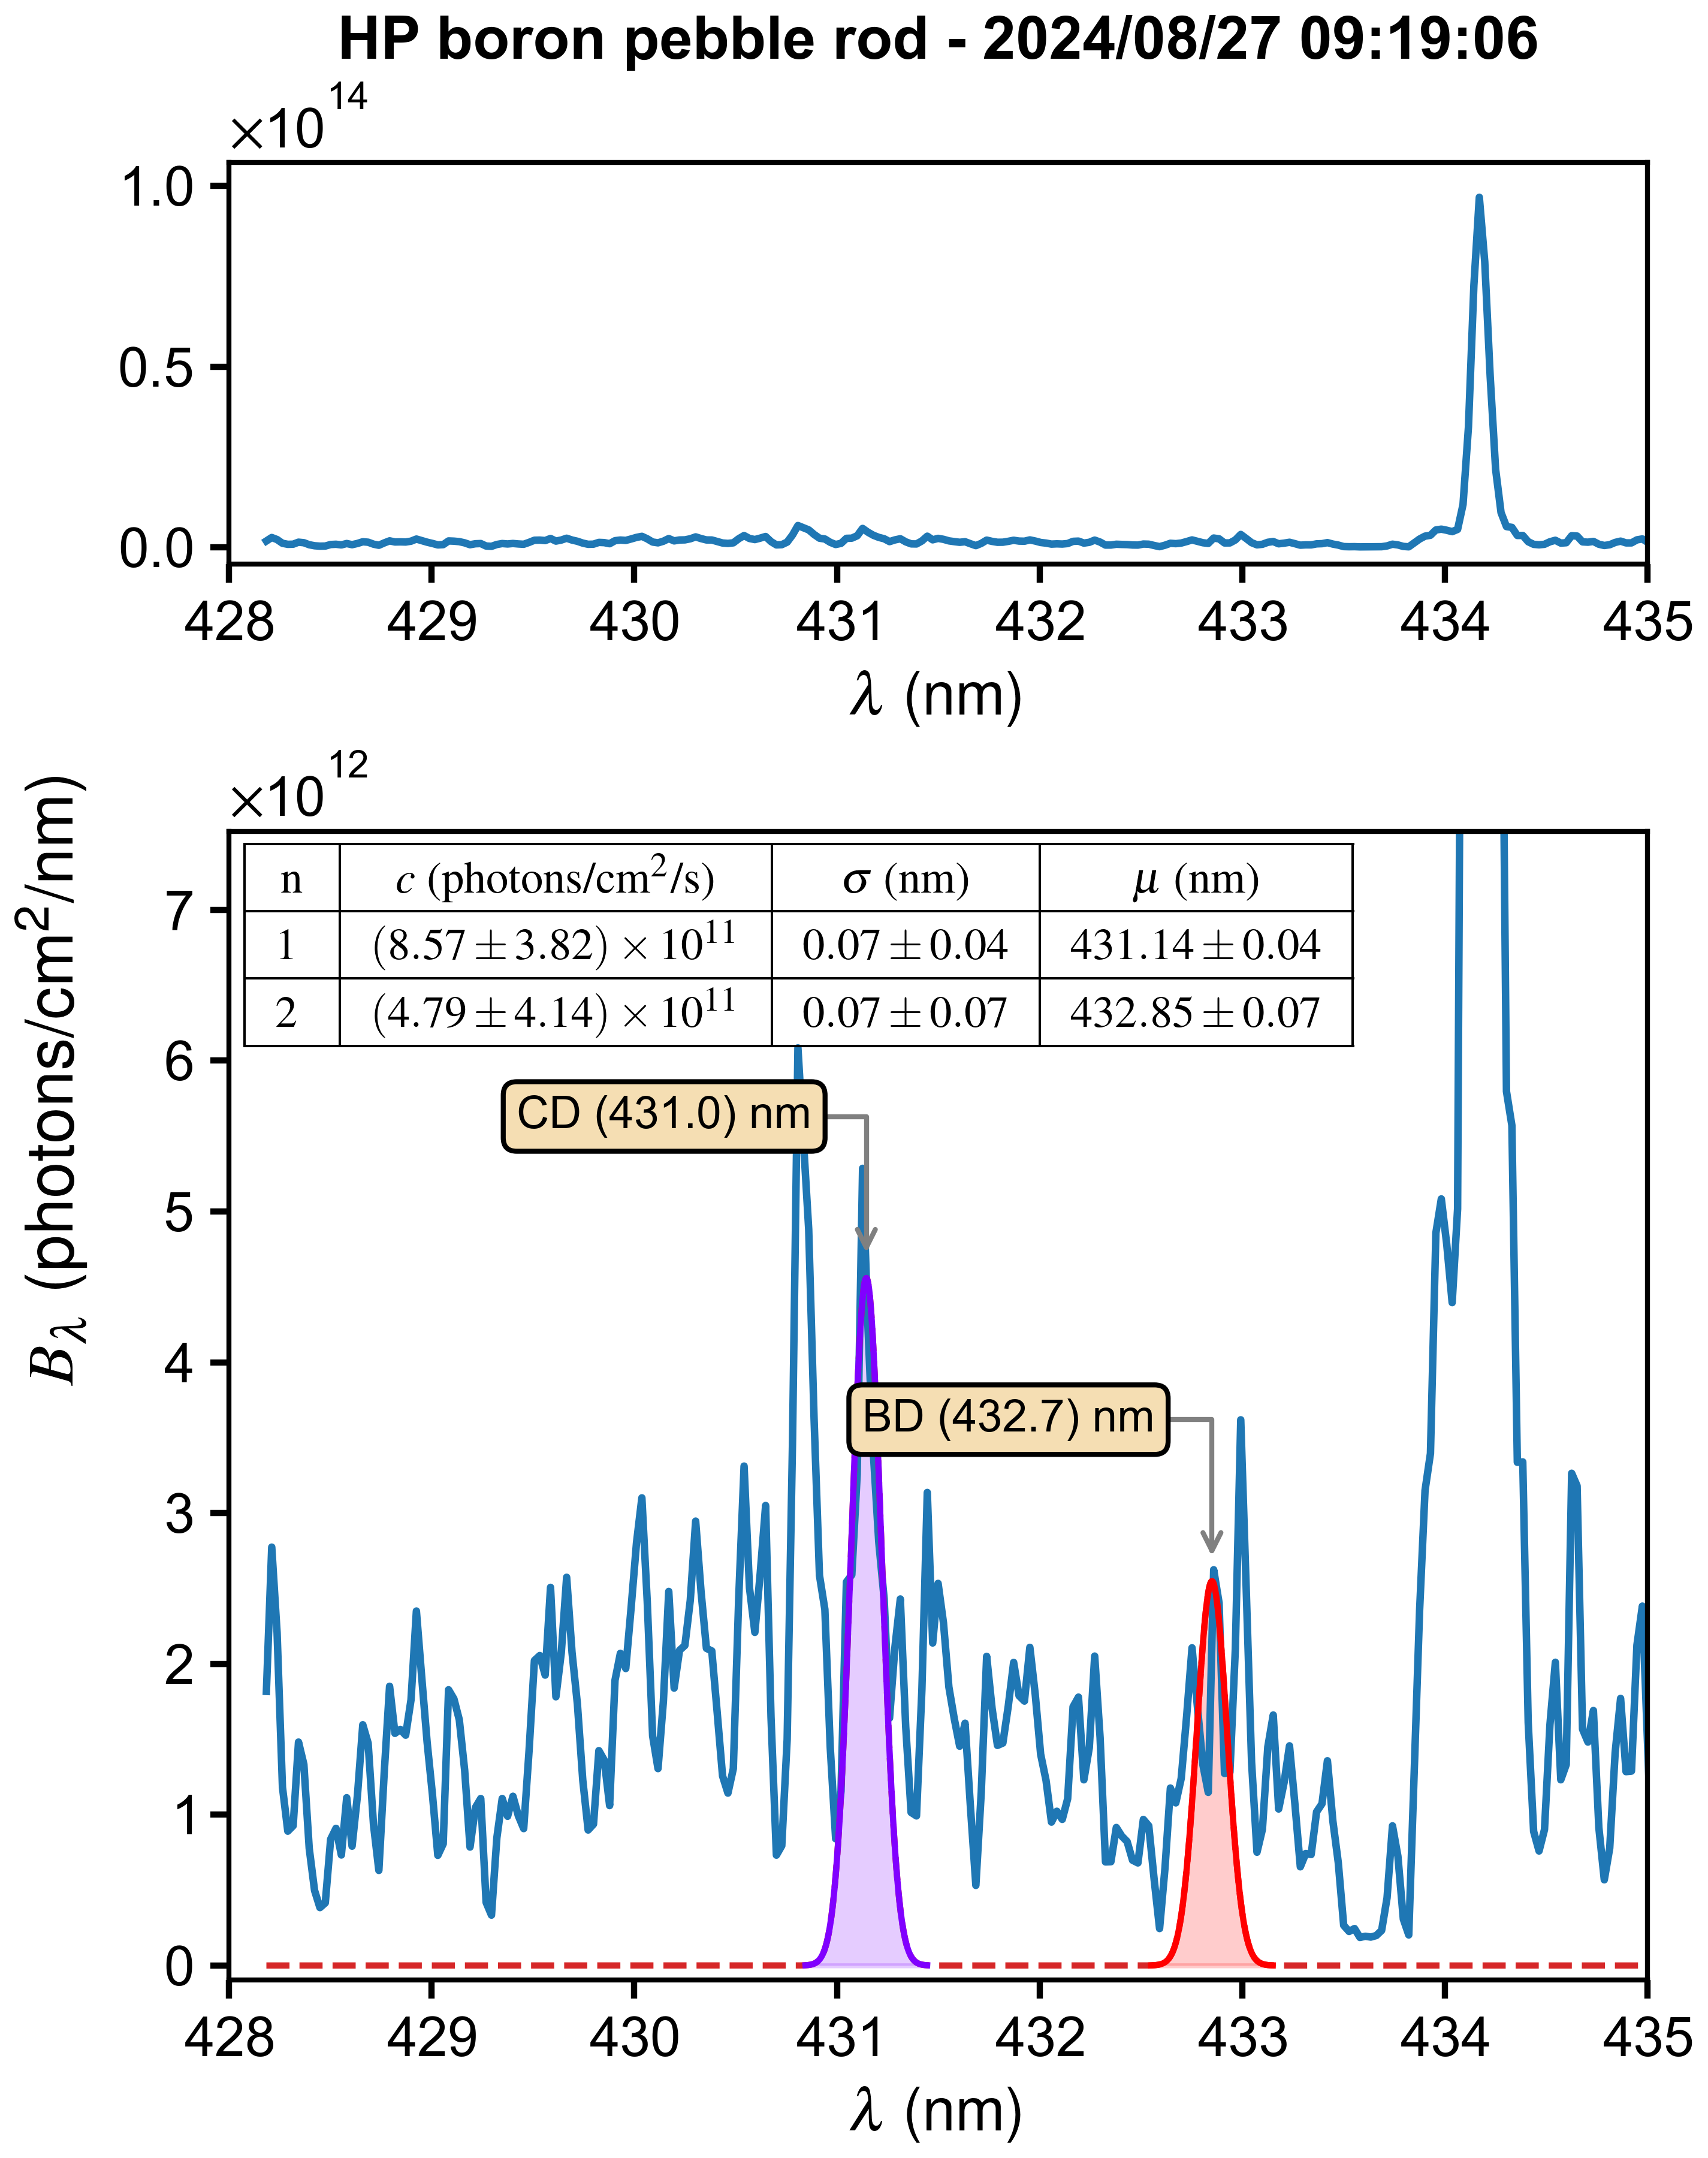 HP boron pebble rod - 2024/08/27 09:19:06
×10^14
1.0
0.5
0.0
428 429 430 431 432 433 434 435
λ (nm)
×10^12
B_λ (photons/cm²/nm)
n c (photons/cm²/s) σ (nm) μ (nm)
1 (8.57 ± 3.82) × 10^11 0.07 ± 0.04 431.14 ± 0.04
2 (4.79 ± 4.14) × 10^11 0.07 ± 0.07 432.85 ± 0.07
7
6
CD (431.0) nm
5
4
BD (432.7) nm
3
2
1
0
428 429 430 431 432 433 434 435
λ (nm)